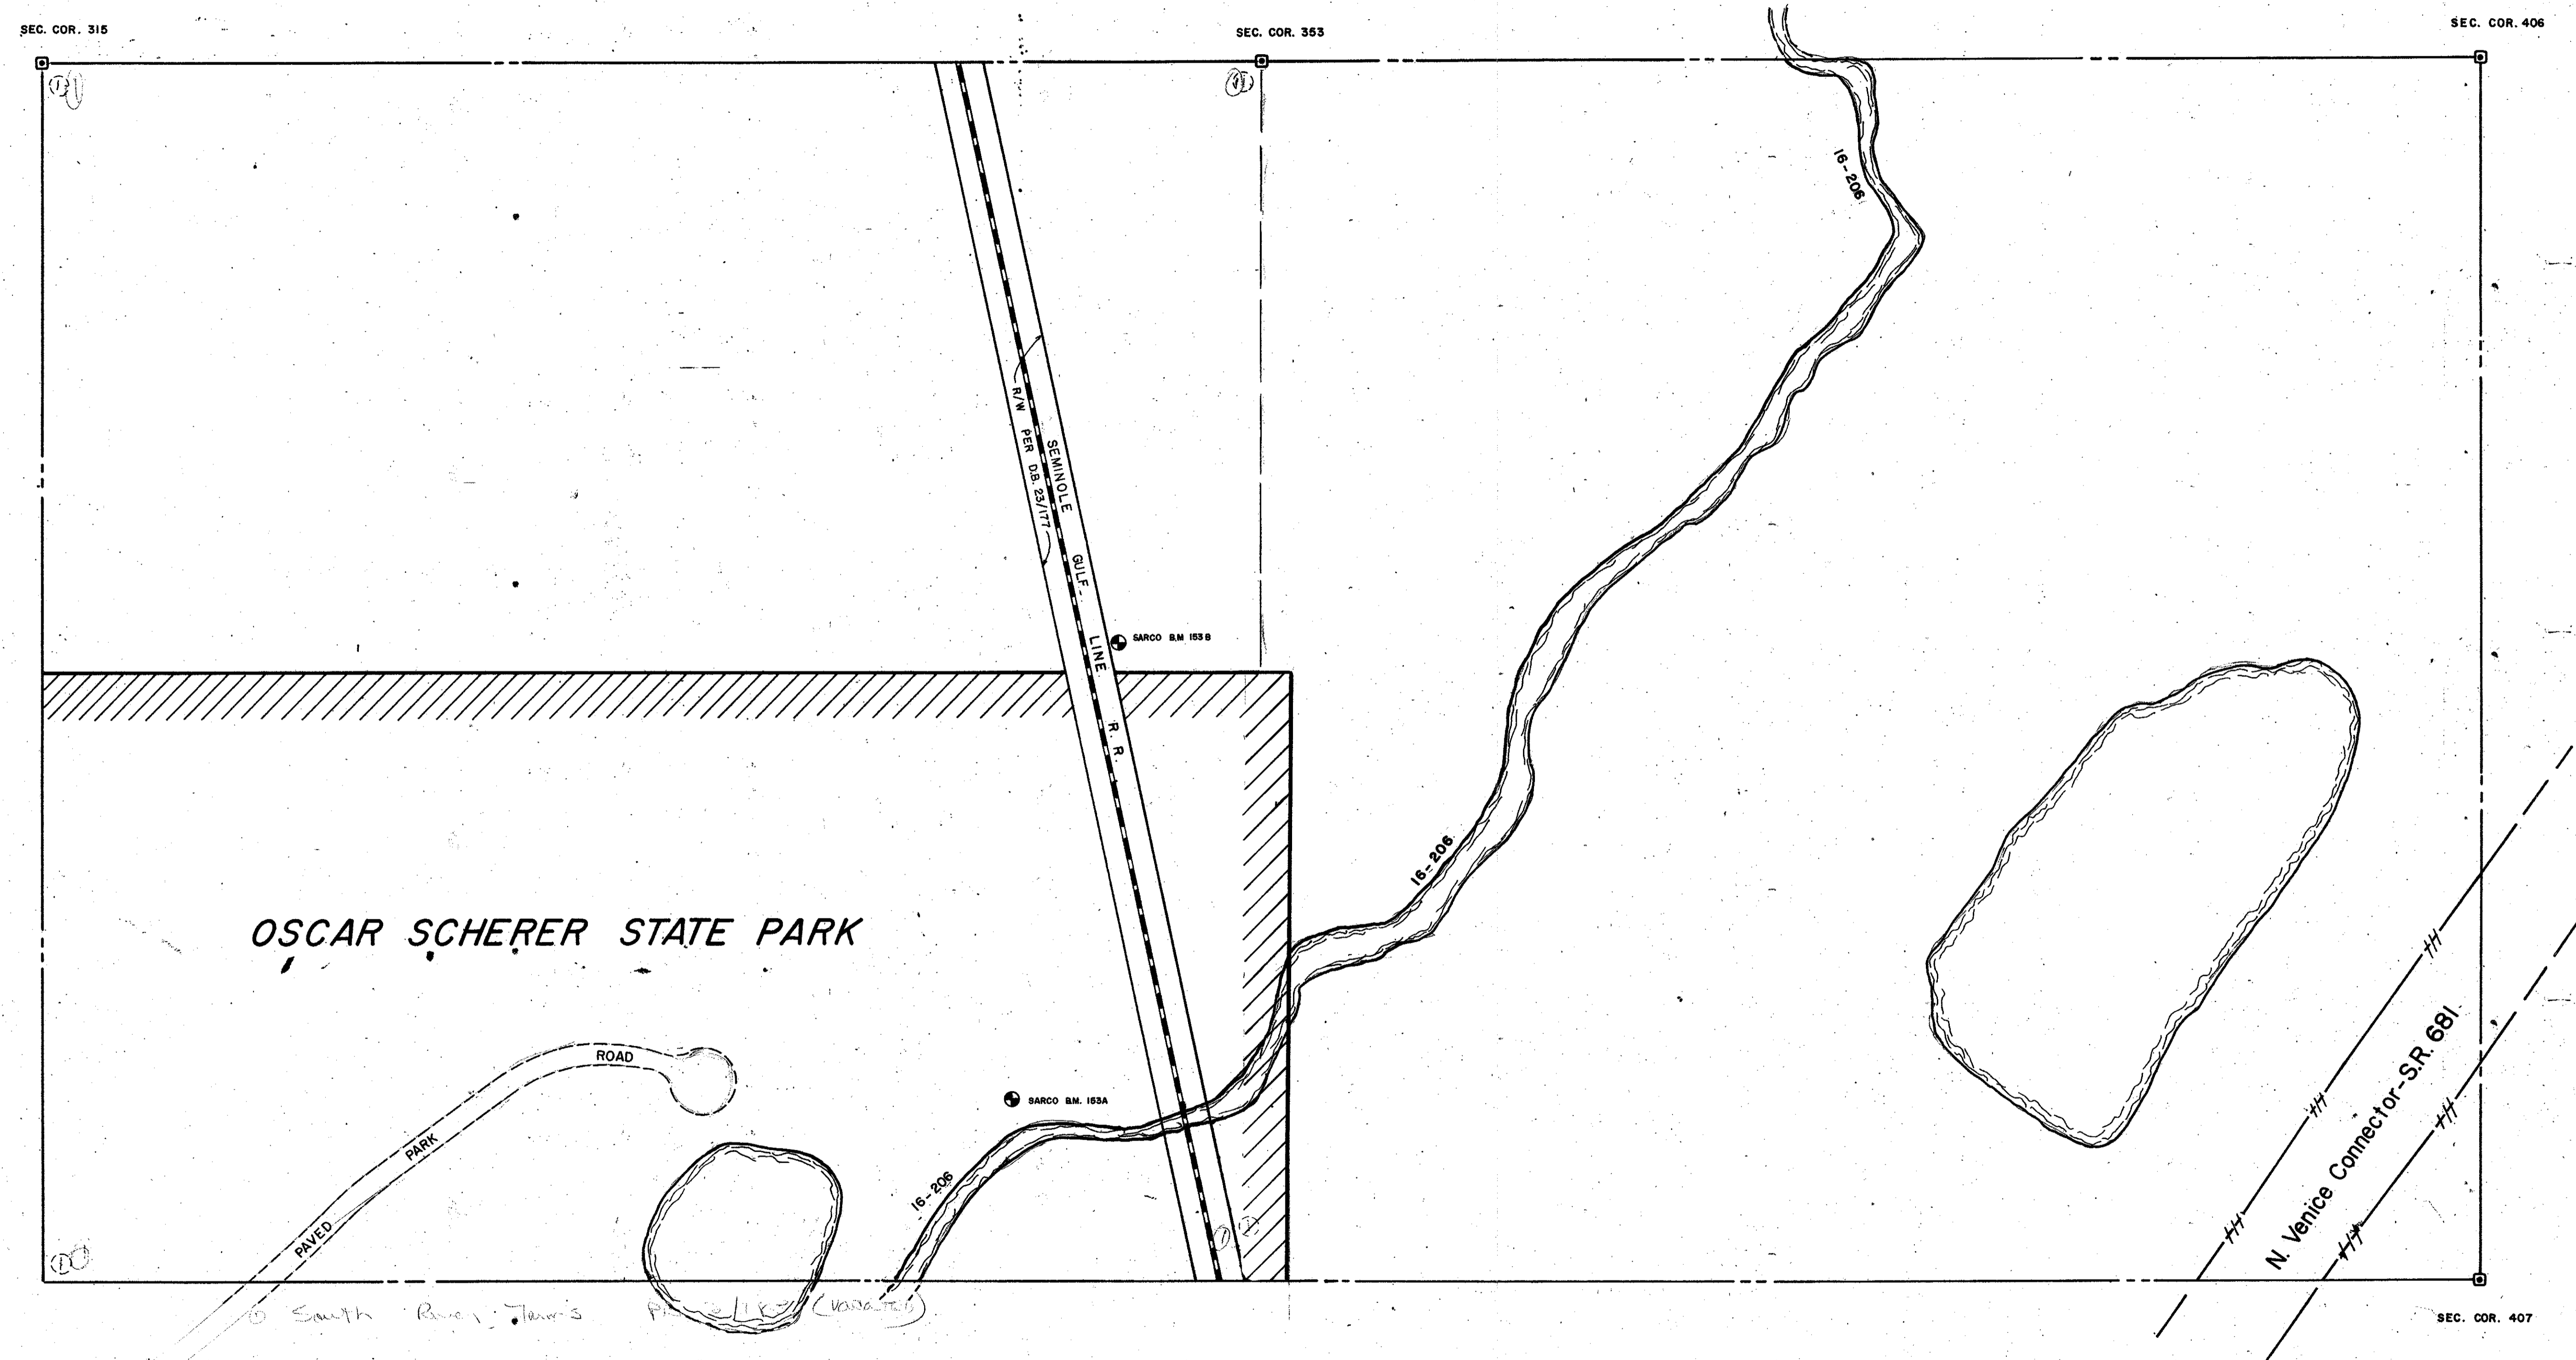 SEC. COR. 315
SEC. COR. 353
SEC. COR. 406
16-206
R/W PER D.B. 23/177
SEMINOLE GULF LINE R. R.
SARCO B.M 153 B
16-206
OSCAR SCHERER STATE PARK
N. Venice Connector-S.R. 681
PAVED PARK ROAD
SARCO B.M. 153A
16-206
South River
SEC. COR. 407